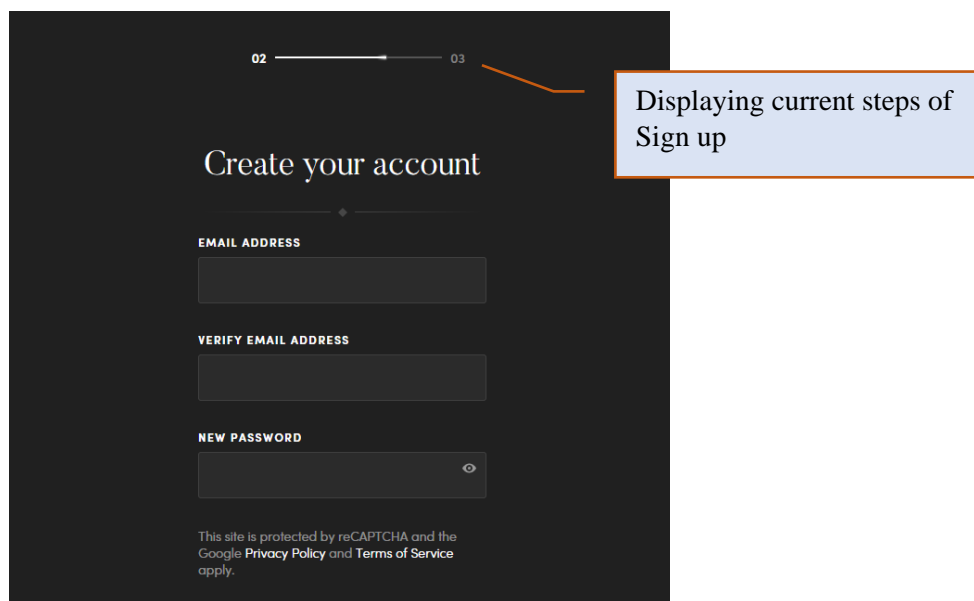 02 03
Displaying current steps of
Sign up
Create your account
EMAIL ADDRESS
VERIFY EMAIL ADDRESS
NEW PASSWORD
This site is protected by reCAPTCHA and the
Google Privacy Policy and Terms of Service
apply.